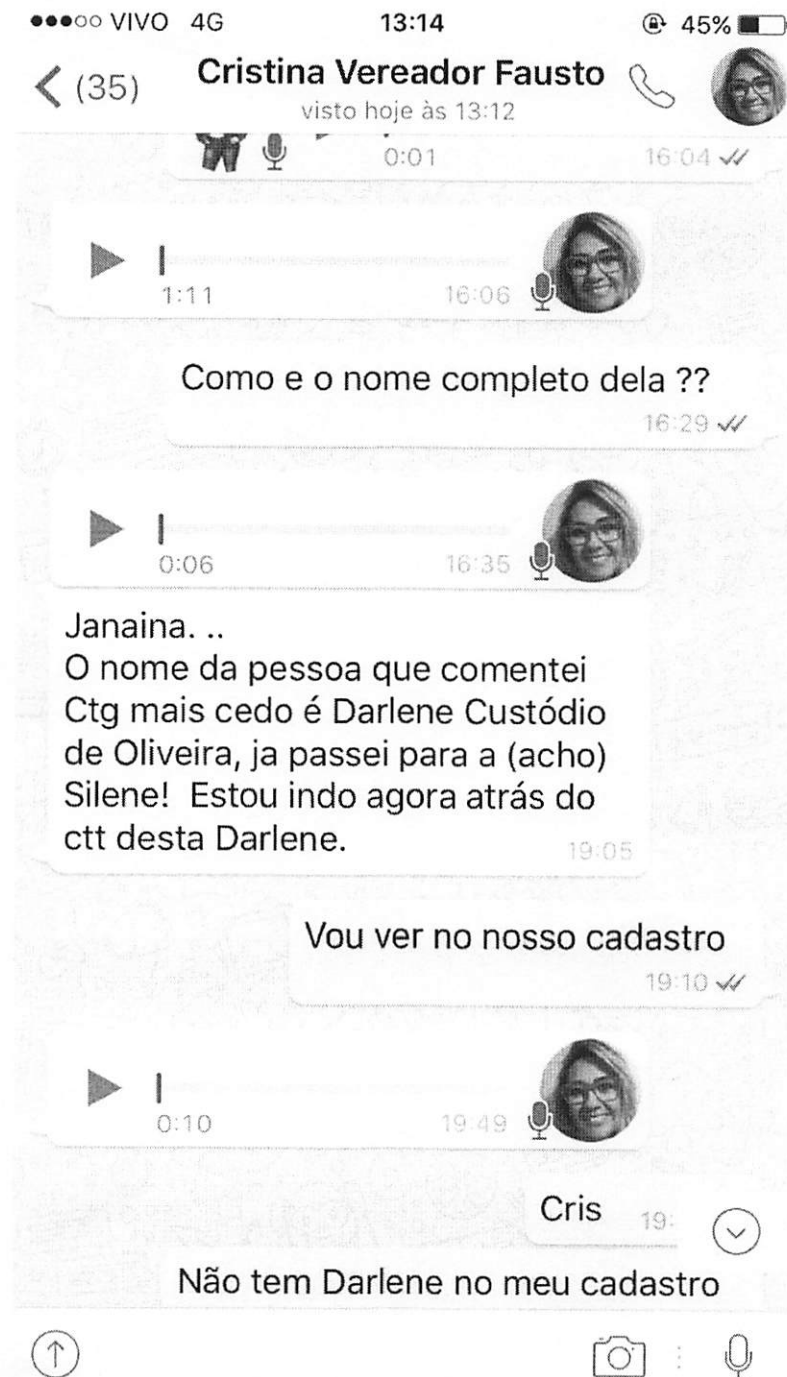 VIVO 4G 13:14 45%
(35) Cristina Vereador Fausto
visto hoje às 13:12
0:01 16:04
1:11 16:06
Como e o nome completo dela ??
16:29
0:06 16:35
Janaina. ..
O nome da pessoa que comentei
Ctg mais cedo é Darlene Custódio
de Oliveira, ja passei para a (acho)
Silene! Estou indo agora atrás do
ctt desta Darlene.
19:05
Vou ver no nosso cadastro
19:10
0:10 19:49
Cris 19:
Não tem Darlene no meu cadastro